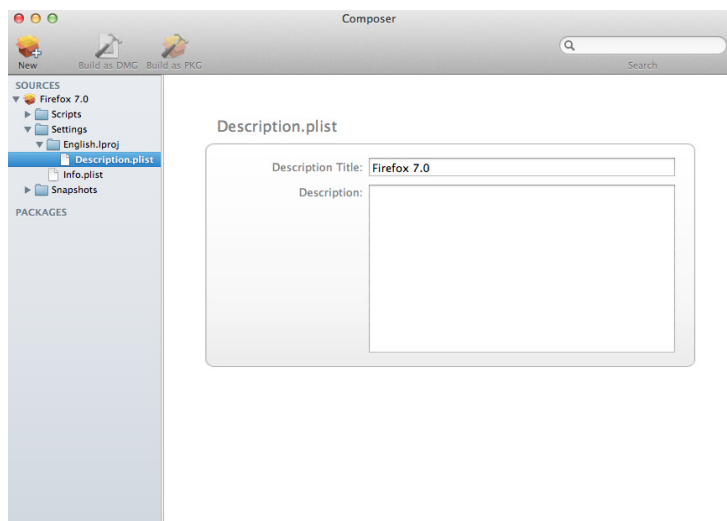 Composer
New
Build as DMG
Build as PKG
Search
SOURCES
Firefox 7.0
Scripts
Settings
English.lproj
Description.plist
Info.plist
Snapshots
PACKAGES
Description.plist
Description Title: Firefox 7.0
Description: